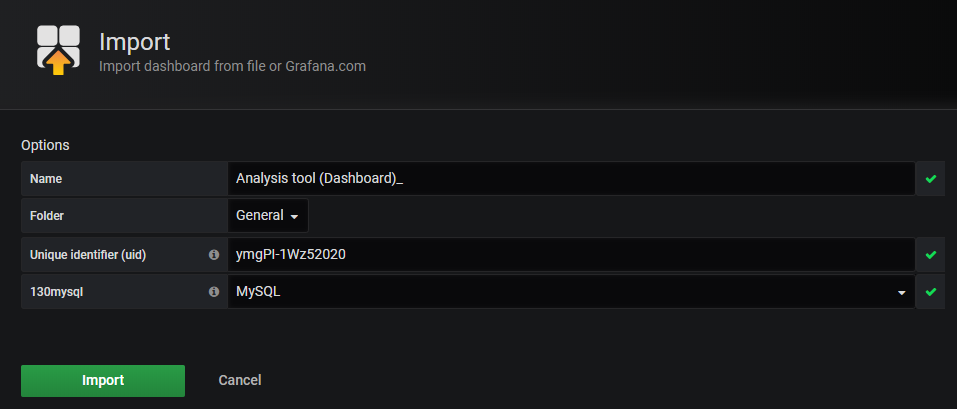 Import
Import dashboard from file or Grafana.com
Options
Name Analysis tool (Dashboard)_
Folder General
Unique identifier (uid) ymgPI-1Wz52020
130mysql MySQL
Import Cancel